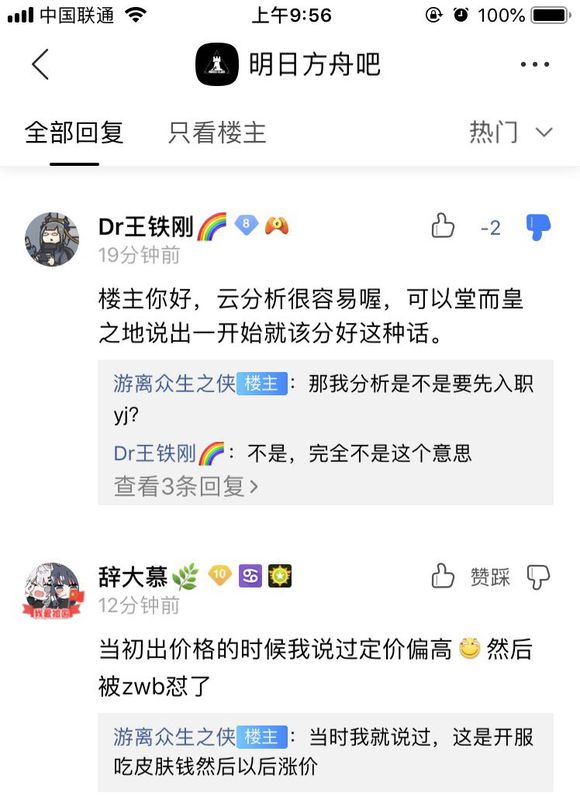 中国联通
上午9:56
100%
明日方舟吧
全部回复
只看楼主
热门
Dr王铁刚
8
-2
19分钟前
楼主你好，云分析很容易喔，可以堂而皇
之地说出一开始就该分好这种话。
游离众生之侠 楼主：那我分析是不是要先入职
yj?
Dr王铁刚：不是，完全不是这个意思
查看3条回复
辞大慕
10
赞踩
12分钟前
我爱祖国
当初出价格的时候我说过定价偏高 然后
被zwb怼了
游离众生之侠 楼主：当时我就说过，这是开服
吃皮肤钱然后以后涨价